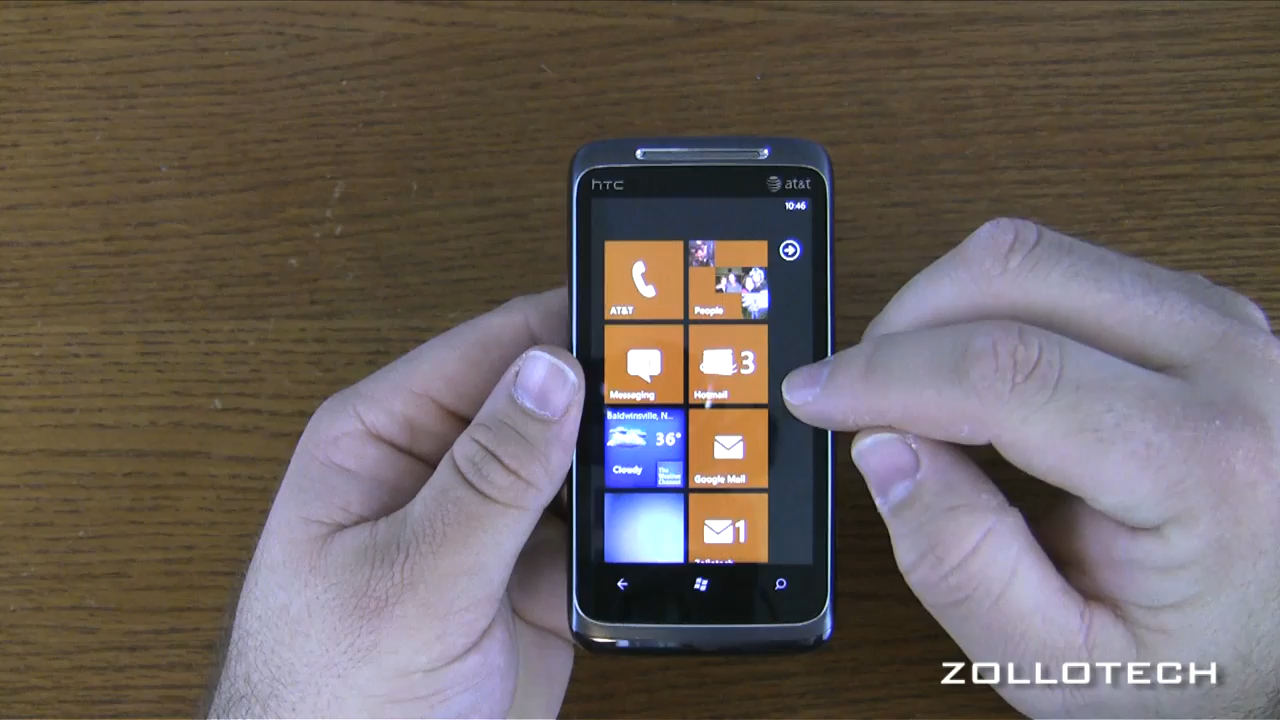 hTC
at&t
10:46
AT&T
People
Messaging
3
Hotmail
Baldwinsville, N...
36°
Cloudy
The
Weather
Channel
Google Mail
1
Zollotech
ZOLLOTECH